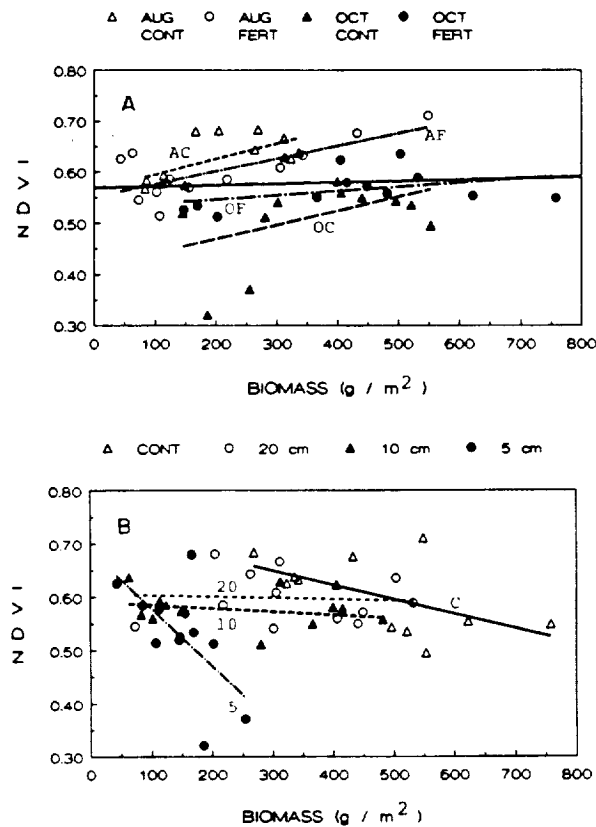 △ AUG CONT ○ AUG FERT ▲ OCT CONT ● OCT FERT
A
0.80
0.70
0.60
0.50
0.40
0.30
NDVI
AC
AF
OF
OC
0 100 200 300 400 500 600 700 800
BIOMASS (g / m²)
△ CONT ○ 20 cm ▲ 10 cm ● 5 cm
B
0.80
0.70
0.60
0.50
0.40
0.30
NDVI
20
10
C
5
0 100 200 300 400 500 600 700 800
BIOMASS (g / m²)